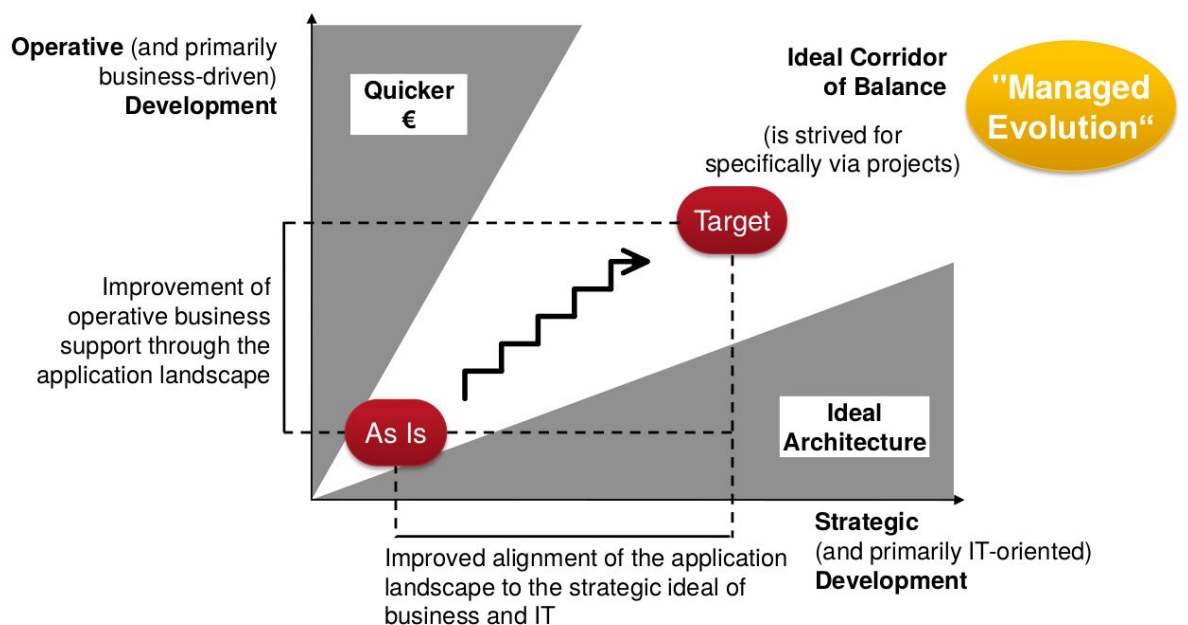 Operative (and primarily
business-driven)
Development
Quicker
€
Ideal Corridor
of Balance
(is strived for
specifically via projects)
"Managed
Evolution“
Target
Improvement of
operative business
support through the
application landscape
As Is
Ideal
Architecture
Strategic
(and primarily IT-oriented)
Development
Improved alignment of the application
landscape to the strategic ideal of
business and IT